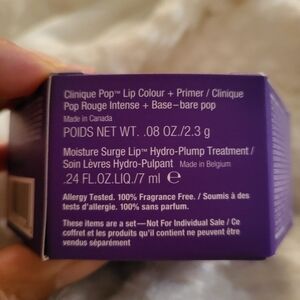 Clinique Pop™ Lip Colour + Primer / Clinique
Pop Rouge Intense + Base–bare pop
Made in Canada
POIDS NET WT. .08 OZ./2.3 g
Moisture Surge Lip™ Hydro-Plump Treatment /
Soin Lèvres Hydro-Pulpant Made in Belgium
.24 FL.OZ.LIQ./7 ml ℮
Allergy Tested. 100% Fragrance Free. / Soumis à des
tests d'allergie. 100% sans parfum.
These items are a set—Not For Individual Sale / Ce
coffret et les produits qu'il contient ne peuvent être
vendus séparément